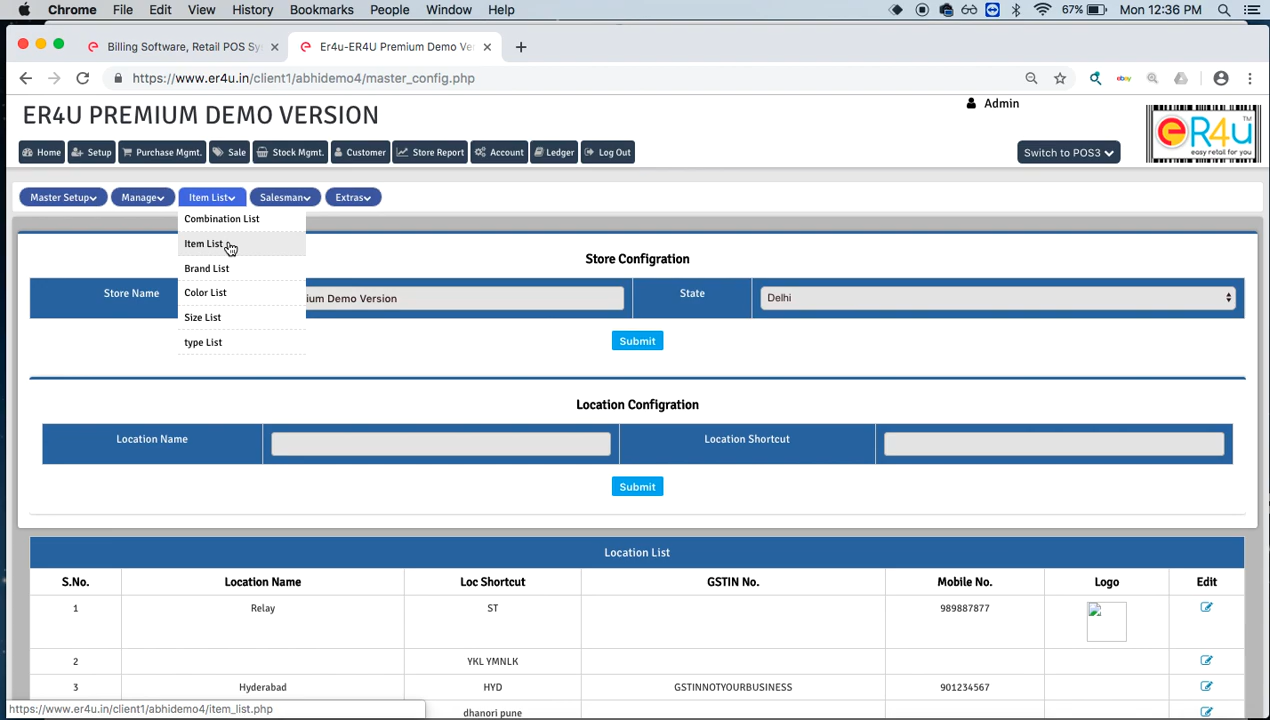 Chrome File Edit View History Bookmarks People Window Help 67% Mon 12:36 PM
Billing Software, Retail POS Sy Er4u-ER4U Premium Demo Ve
https://www.er4u.in/client1/abhidemo4/master_config.php ebay
ER4U PREMIUM DEMO VERSION
Admin
eR4u TM
easy retail for you
Home Setup Purchase Mgmt. Sale Stock Mgmt. Customer Store Report Account Ledger Log Out Switch to POS3
Master Setup Manage Item List Salesman Extras
Combination List
Item List
Brand List
Color List
Size List
type List
Store Configration
Store Name ium Demo Version State Delhi
Submit
Location Configration
Location Name Location Shortcut
Submit
Location List
S.No. Location Name Loc Shortcut GSTIN No. Mobile No. Logo Edit
1 Relay ST 989887877
2 YKL YMNLK
3 Hyderabad HYD GSTINNOTYOURBUSINESS 901234567
dhanori pune
https://www.er4u.in/client1/abhidemo4/item_list.php